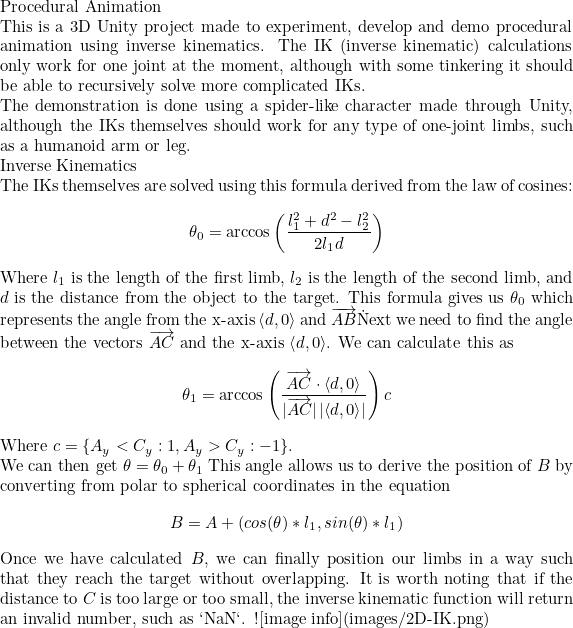 Procedural Animation
This is a 3D Unity project made to experiment, develop and demo procedural
animation using inverse kinematics. The IK (inverse kinematic) calculations
only work for one joint at the moment, although with some tinkering it should
be able to recursively solve more complicated IKs.
The demonstration is done using a spider-like character made through Unity,
although the IKs themselves should work for any type of one-joint limbs, such
as a humanoid arm or leg.
Inverse Kinematics
The IKs themselves are solved using this formula derived from the law of cosines:
$$\theta_0 = \arccos\left(\frac{l_1^2 + d^2 - l_2^2}{2l_1d}\right)$$
Where $l_1$ is the length of the first limb, $l_2$ is the length of the second limb, and
$d$ is the distance from the object to the target. This formula gives us $\theta_0$ which
represents the angle from the x-axis $\langle d, 0\rangle$ and $\overrightarrow{AB}\dot{N}$ext we need to find the angle
between the vectors $\overrightarrow{AC}$ and the x-axis $\langle d, 0\rangle$. We can calculate this as
$$\theta_1 = \arccos\left(\frac{\overrightarrow{AC} \cdot \langle d, 0\rangle}{|\overrightarrow{AC}|\,|\langle d, 0\rangle|}\right)c$$
Where $c = \{A_y < C_y : 1, A_y > C_y : -1\}$.
We can then get $\theta = \theta_0 + \theta_1$ This angle allows us to derive the position of $B$ by
converting from polar to spherical coordinates in the equation
$$B = A + (cos(\theta) * l_1, sin(\theta) * l_1)$$
Once we have calculated $B$, we can finally position our limbs in a way such
that they reach the target without overlapping. It is worth noting that if the
distance to $C$ is too large or too small, the inverse kinematic function will return
an invalid number, such as ‘NaN‘. ![image info](images/2D-IK.png)